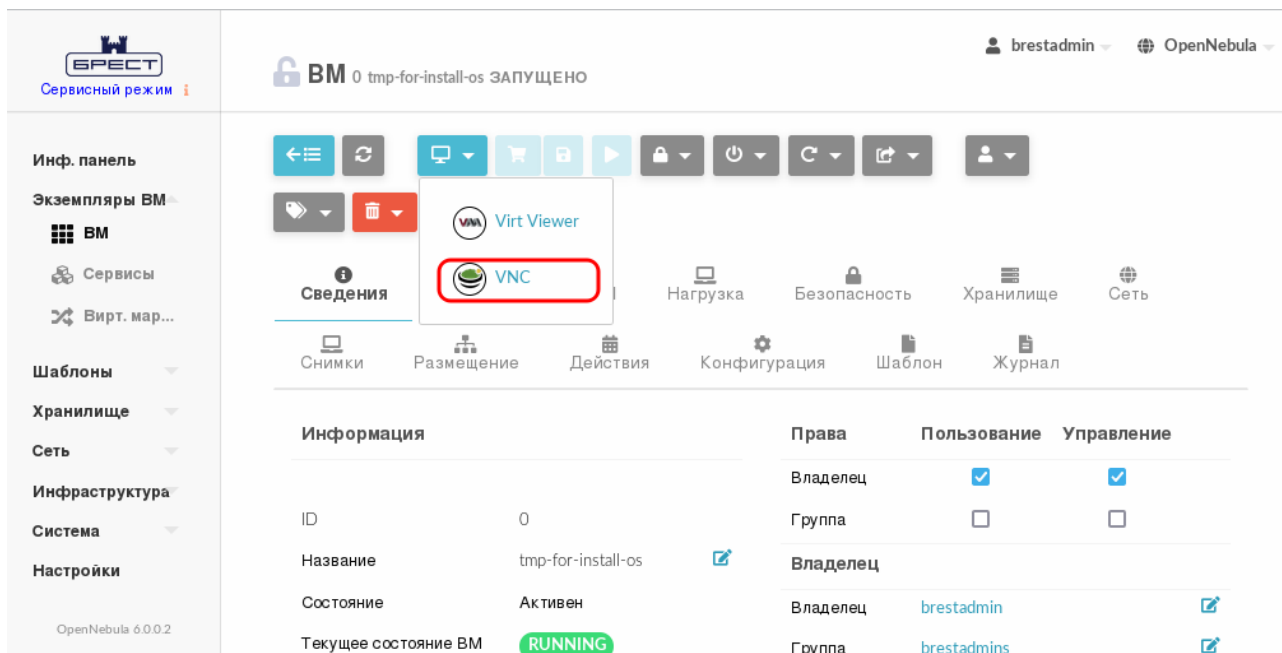 БРЕСТ
Сервисный режим
brestadmin
OpenNebula
ВМ 0 tmp-for-install-os ЗАПУЩЕНО
Инф. панель
Экземпляры ВМ
ВМ
Сервисы
Вирт. мар...
Шаблоны
Хранилище
Сеть
Инфраструктура
Система
Настройки
OpenNebula 6.0.0.2
Virt Viewer
VNC
Сведения
Нагрузка
Безопасность
Хранилище
Сеть
Снимки
Размещение
Действия
Конфигурация
Шаблон
Журнал
Информация
ID 0
Название tmp-for-install-os
Состояние Активен
Текущее состояние ВМ RUNNING
Права Пользование Управление
Владелец
Группа
Владелец
Владелец brestadmin
Группа brestadmins